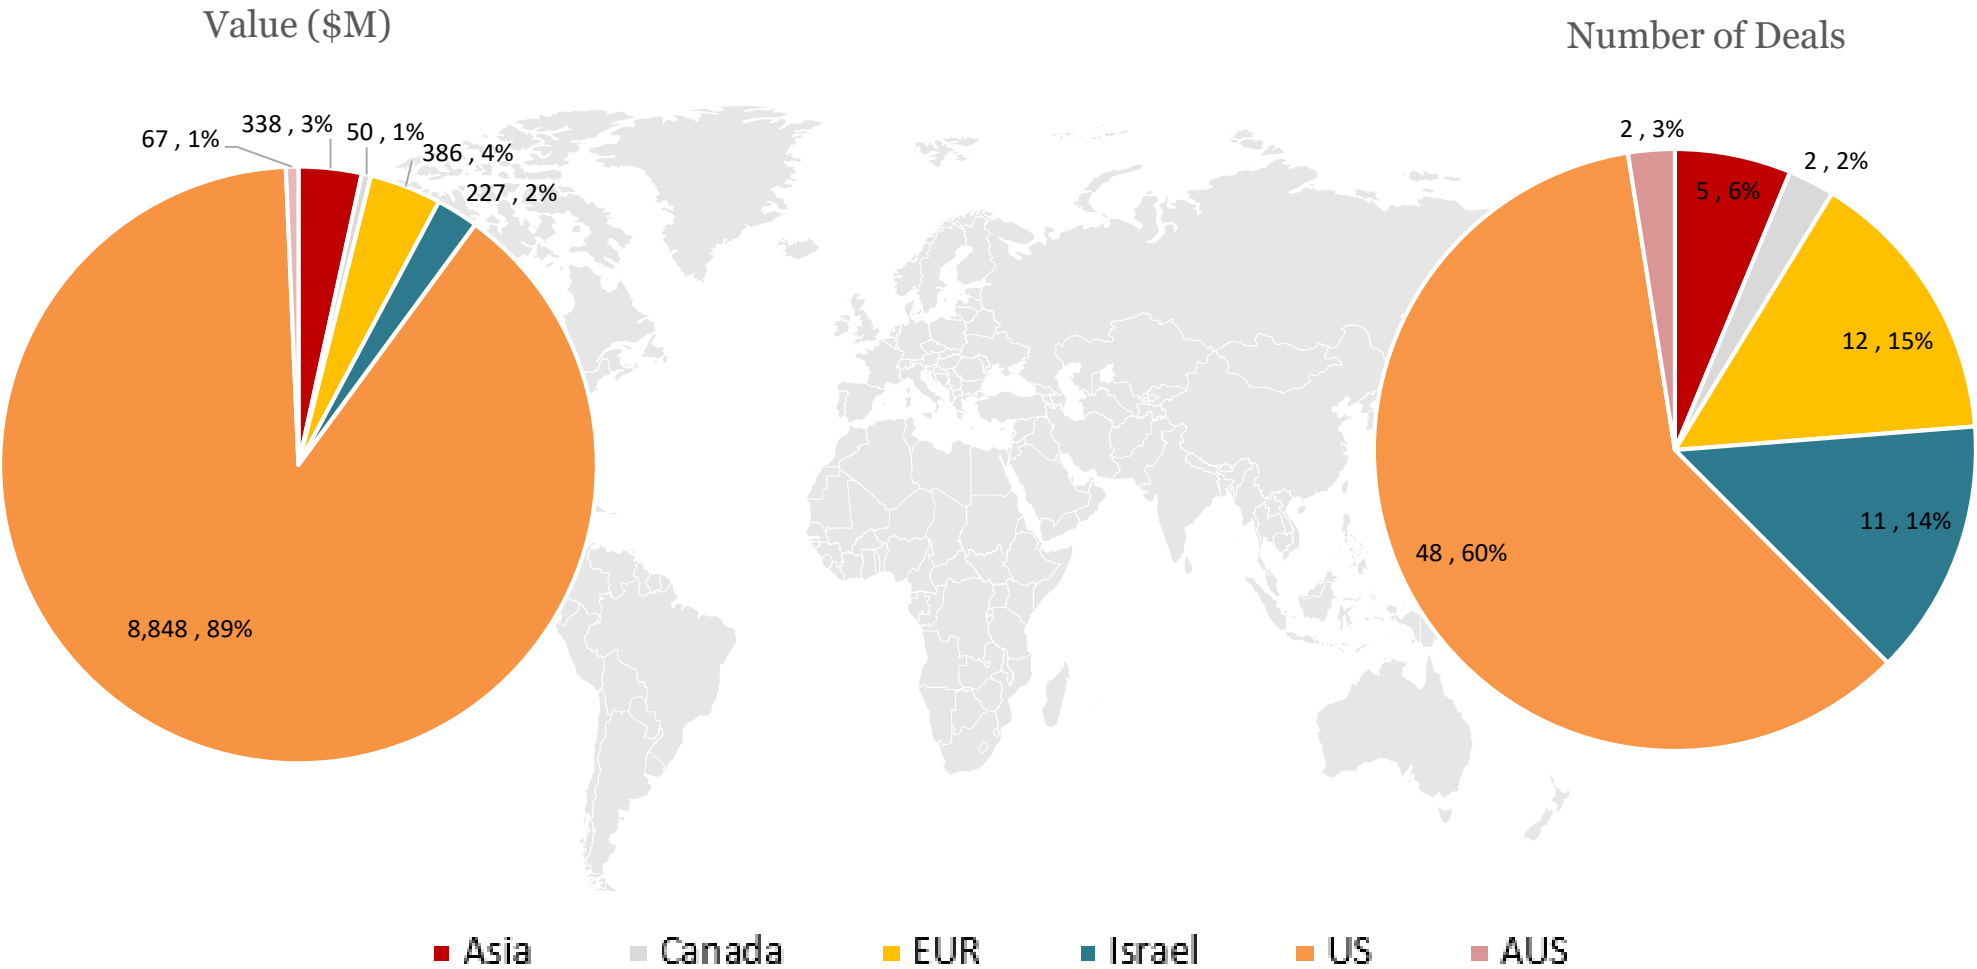 Value ($M)
Number of Deals
67 , 1%
338 , 3%
50 , 1%
386 , 4%
227 , 2%
8,848 , 89%
2 , 3%
5 , 6%
2 , 2%
12 , 15%
11 , 14%
48 , 60%
Asia
Canada
EUR
Israel
US
AUS